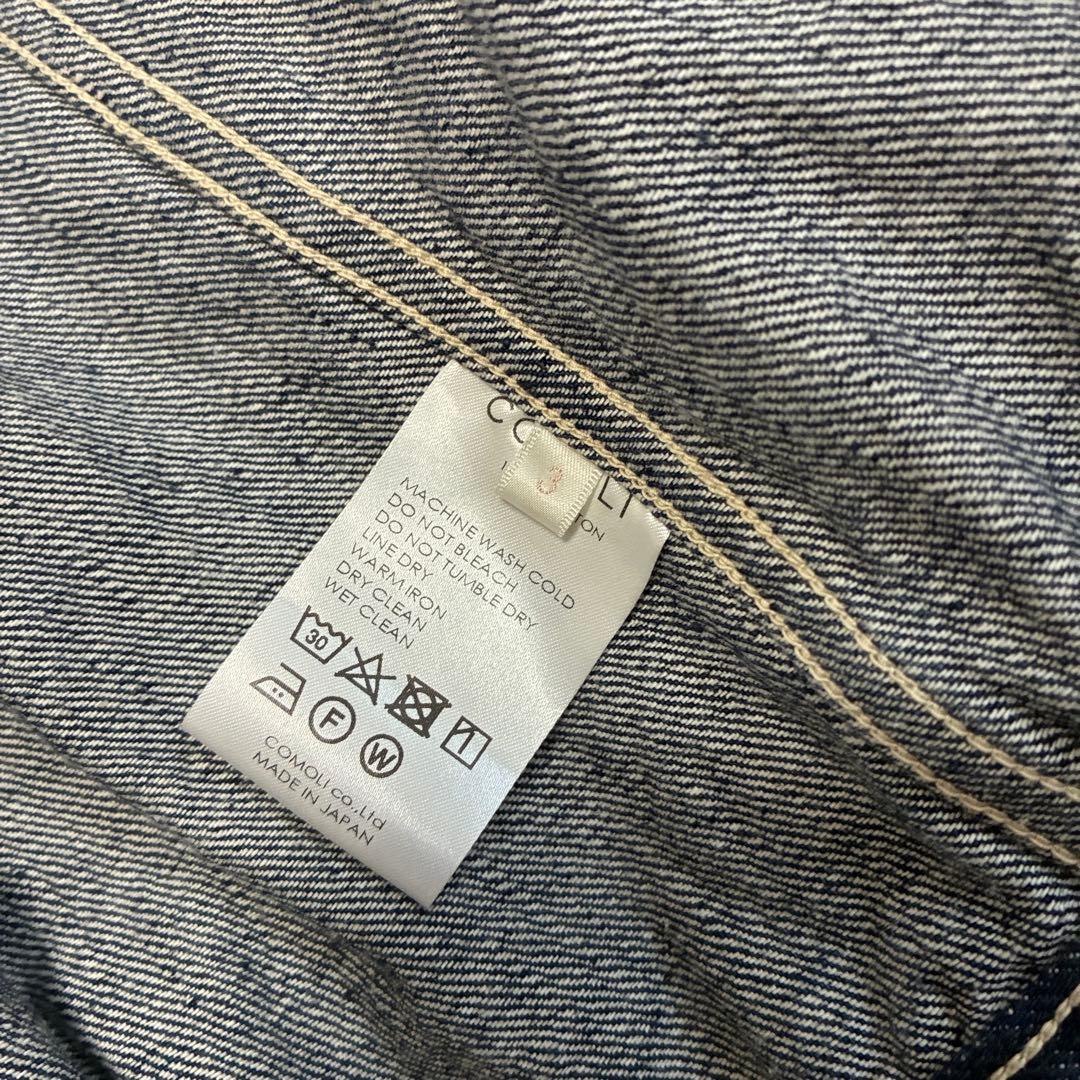 3
MACHINE WASH COLD
DO NOT BLEACH
DO NOT TUMBLE DRY
LINE DRY
WARM IRON
DRY CLEAN
WET CLEAN
30
F
W
COMOLI co.,Ltd
MADE IN JAPAN